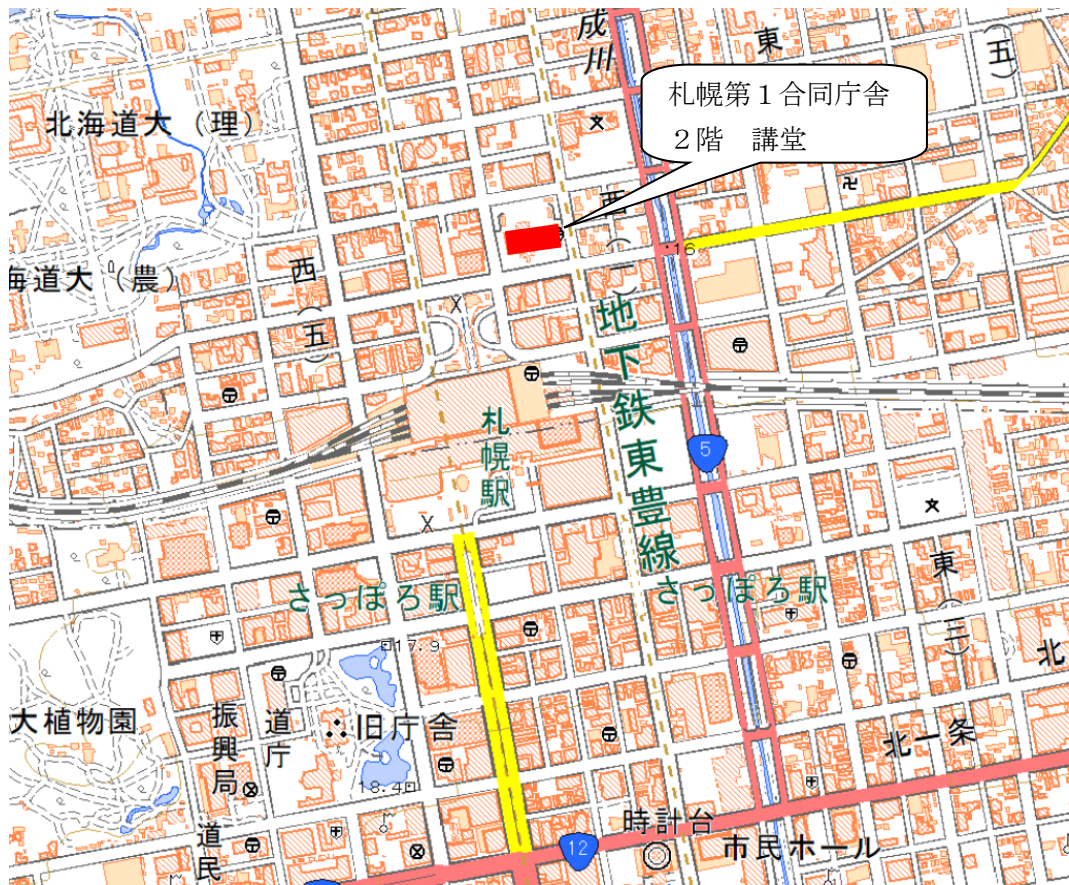 成川
東
(五)
札幌第１合同庁舎
２階　講堂
北海道大（理）
西(二)
16
海道大（農）
西(五)
地下鉄東豊線
札幌駅
5
さっぽろ駅
さっぽろ駅
東(三)
17.9
北
大植物園
振興局
道庁
旧庁舎
北一条
18.4
時計台
市民ホール
12
道民